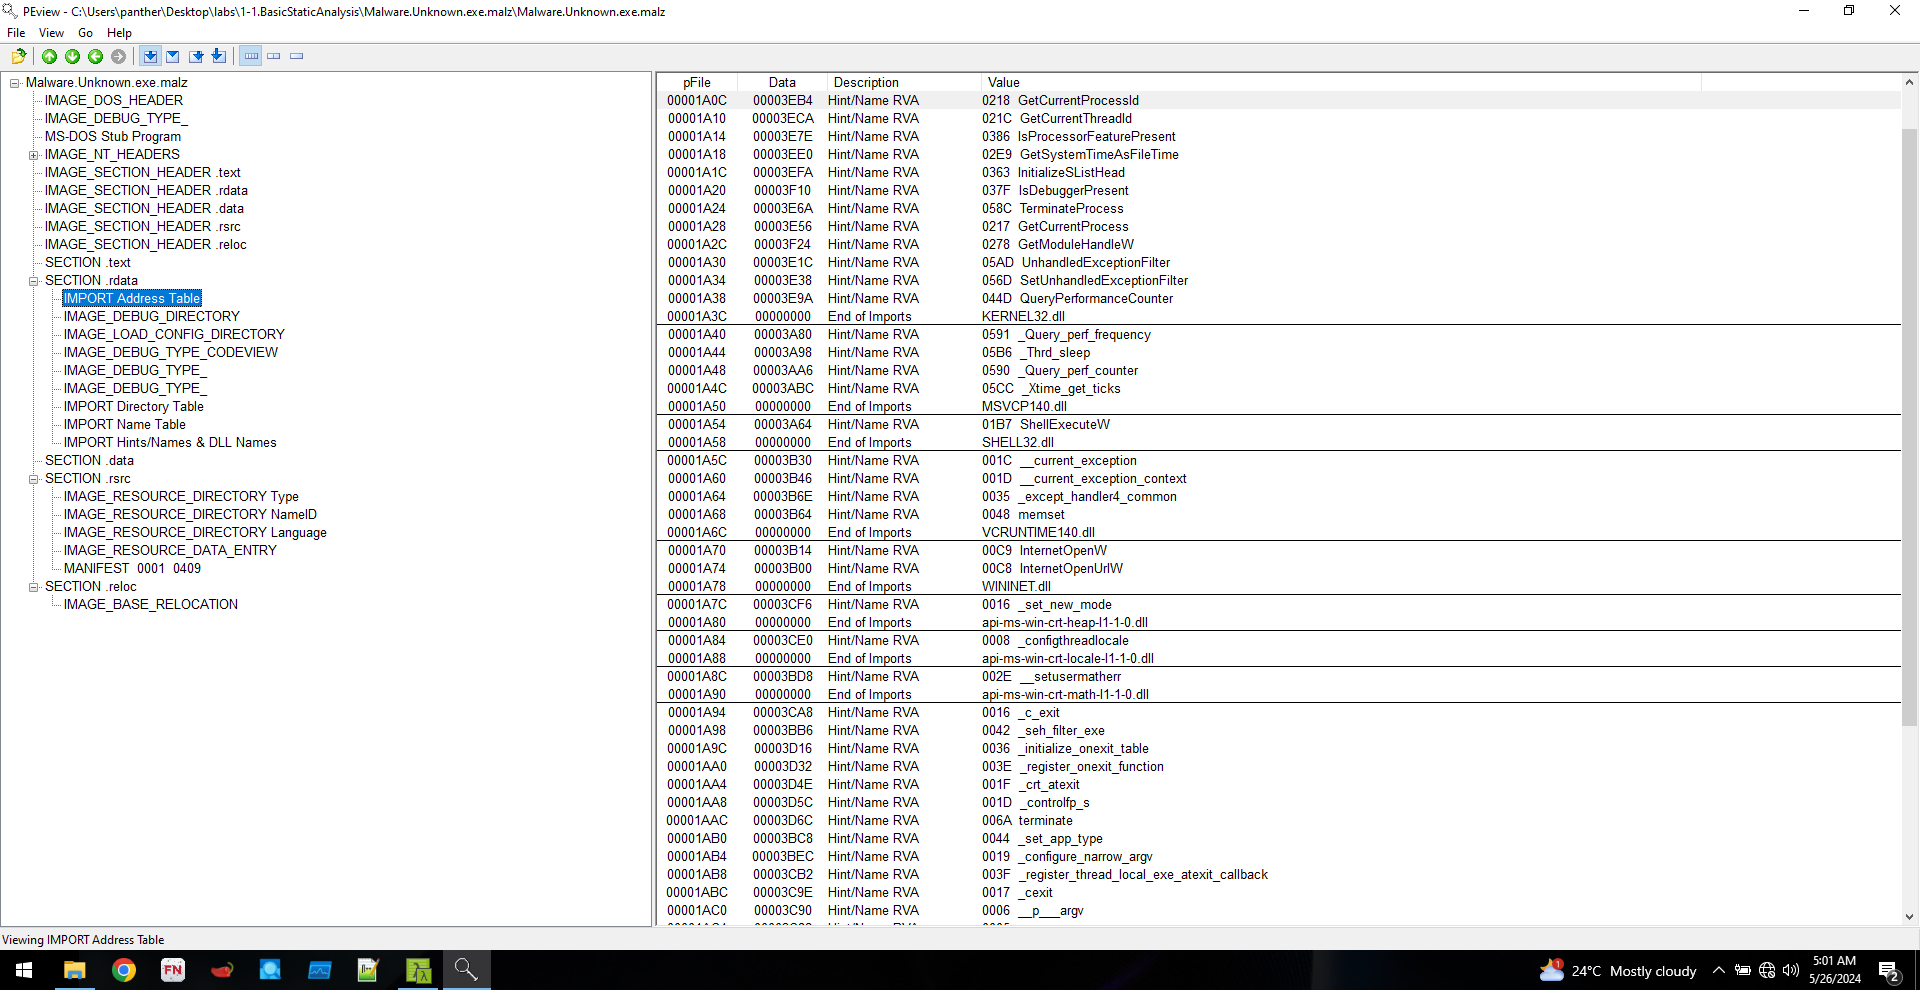 PEview - C:\Users\panther\Desktop\labs\1-1.BasicStaticAnalysis\Malware.Unknown.exe.malz\Malware.Unknown.exe.malz
File View Go Help
Malware.Unknown.exe.malz
IMAGE_DOS_HEADER
IMAGE_DEBUG_TYPE_
MS-DOS Stub Program
IMAGE_NT_HEADERS
IMAGE_SECTION_HEADER .text
IMAGE_SECTION_HEADER .rdata
IMAGE_SECTION_HEADER .data
IMAGE_SECTION_HEADER .rsrc
IMAGE_SECTION_HEADER .reloc
SECTION .text
SECTION .rdata
IMPORT Address Table
IMAGE_DEBUG_DIRECTORY
IMAGE_LOAD_CONFIG_DIRECTORY
IMAGE_DEBUG_TYPE_CODEVIEW
IMAGE_DEBUG_TYPE_
IMAGE_DEBUG_TYPE_
IMPORT Directory Table
IMPORT Name Table
IMPORT Hints/Names & DLL Names
SECTION .data
SECTION .rsrc
IMAGE_RESOURCE_DIRECTORY Type
IMAGE_RESOURCE_DIRECTORY NameID
IMAGE_RESOURCE_DIRECTORY Language
IMAGE_RESOURCE_DATA_ENTRY
MANIFEST 0001 0409
SECTION .reloc
IMAGE_BASE_RELOCATION
pFile Data Description Value
00001A0C 00003EB4 Hint/Name RVA 0218 GetCurrentProcessId
00001A10 00003ECA Hint/Name RVA 021C GetCurrentThreadId
00001A14 00003E7E Hint/Name RVA 0386 IsProcessorFeaturePresent
00001A18 00003EE0 Hint/Name RVA 02E9 GetSystemTimeAsFileTime
00001A1C 00003EFA Hint/Name RVA 0363 InitializeSListHead
00001A20 00003F10 Hint/Name RVA 037F IsDebuggerPresent
00001A24 00003E6A Hint/Name RVA 058C TerminateProcess
00001A28 00003E56 Hint/Name RVA 0217 GetCurrentProcess
00001A2C 00003F24 Hint/Name RVA 0278 GetModuleHandleW
00001A30 00003E1C Hint/Name RVA 05AD UnhandledExceptionFilter
00001A34 00003E38 Hint/Name RVA 056D SetUnhandledExceptionFilter
00001A38 00003E9A Hint/Name RVA 044D QueryPerformanceCounter
00001A3C 00000000 End of Imports KERNEL32.dll
00001A40 00003A80 Hint/Name RVA 0591 _Query_perf_frequency
00001A44 00003A98 Hint/Name RVA 05B6 _Thrd_sleep
00001A48 00003AA6 Hint/Name RVA 0590 _Query_perf_counter
00001A4C 00003ABC Hint/Name RVA 05CC _Xtime_get_ticks
00001A50 00000000 End of Imports MSVCP140.dll
00001A54 00003A64 Hint/Name RVA 01B7 ShellExecuteW
00001A58 00000000 End of Imports SHELL32.dll
00001A5C 00003B30 Hint/Name RVA 001C __current_exception
00001A60 00003B46 Hint/Name RVA 001D __current_exception_context
00001A64 00003B6E Hint/Name RVA 0035 _except_handler4_common
00001A68 00003B64 Hint/Name RVA 0048 memset
00001A6C 00000000 End of Imports VCRUNTIME140.dll
00001A70 00003B14 Hint/Name RVA 00C9 InternetOpenW
00001A74 00003B00 Hint/Name RVA 00C8 InternetOpenUrlW
00001A78 00000000 End of Imports WININET.dll
00001A7C 00003CF6 Hint/Name RVA 0016 _set_new_mode
00001A80 00000000 End of Imports api-ms-win-crt-heap-l1-1-0.dll
00001A84 00003CE0 Hint/Name RVA 0008 _configthreadlocale
00001A88 00000000 End of Imports api-ms-win-crt-locale-l1-1-0.dll
00001A8C 00003BD8 Hint/Name RVA 002E __setusermatherr
00001A90 00000000 End of Imports api-ms-win-crt-math-l1-1-0.dll
00001A94 00003CA8 Hint/Name RVA 0016 _c_exit
00001A98 00003BB6 Hint/Name RVA 0042 _seh_filter_exe
00001A9C 00003D16 Hint/Name RVA 0036 _initialize_onexit_table
00001AA0 00003D32 Hint/Name RVA 003E _register_onexit_function
00001AA4 00003D4E Hint/Name RVA 001F _crt_atexit
00001AA8 00003D5C Hint/Name RVA 001D _controlfp_s
00001AAC 00003D6C Hint/Name RVA 006A terminate
00001AB0 00003BC8 Hint/Name RVA 0044 _set_app_type
00001AB4 00003BEC Hint/Name RVA 0019 _configure_narrow_argv
00001AB8 00003CB2 Hint/Name RVA 003F _register_thread_local_exe_atexit_callback
00001ABC 00003C9E Hint/Name RVA 0017 _cexit
00001AC0 00003C90 Hint/Name RVA 0006 __p___argv
Viewing IMPORT Address Table
FN
1
24°C Mostly cloudy
5:01 AM
5/26/2024
2